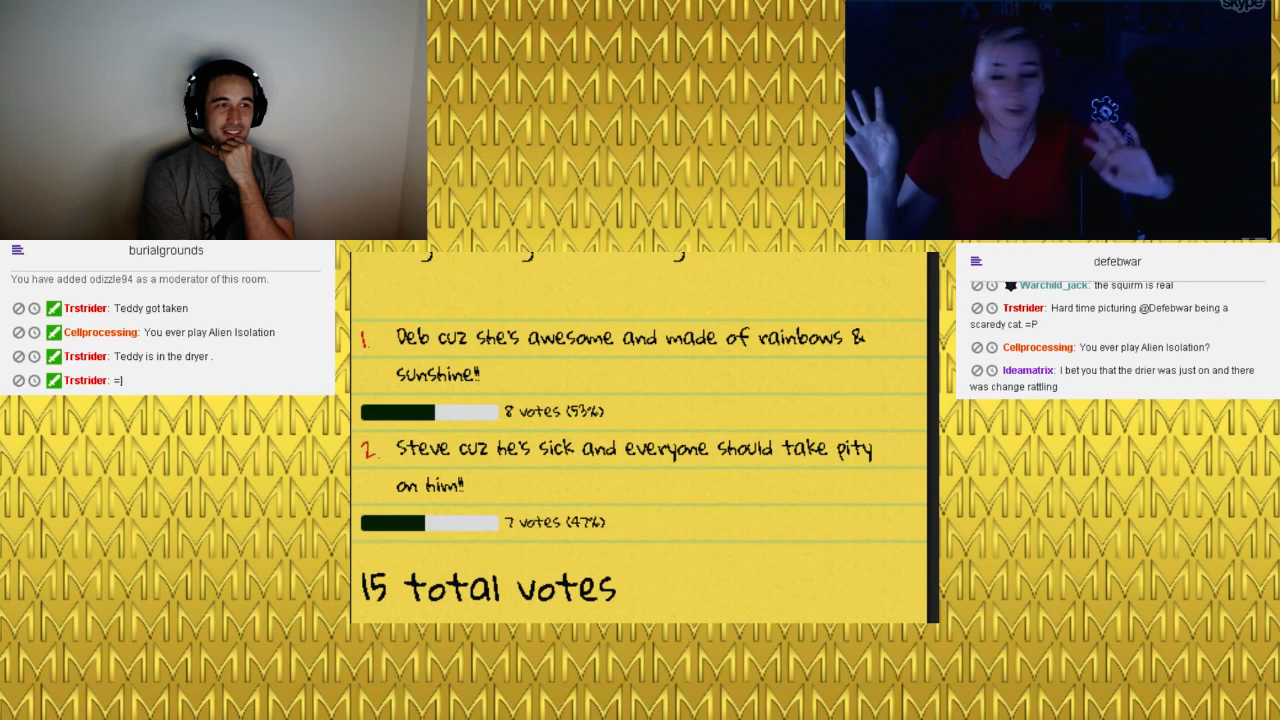 skype
burialgrounds
You have added odizzle94 as a moderator of this room.
Trstrider: Teddy got taken
Cellprocessing: You ever play Alien Isolation
Trstrider: Teddy is in the dryer .
Trstrider: =]
1. Deb cuz she's awesome and made of rainbows &
sunshine!!
8 votes (53%)
2. Steve cuz he's sick and everyone should take pity
on him!!
7 votes (47%)
15 total votes
defebwar
Warchild_jack: the squirm is real
Trstrider: Hard time picturing @Defebwar being a
scaredy cat. =P
Cellprocessing: You ever play Alien Isolation?
Ideamatrix: I bet you that the drier was just on and there
was change rattling